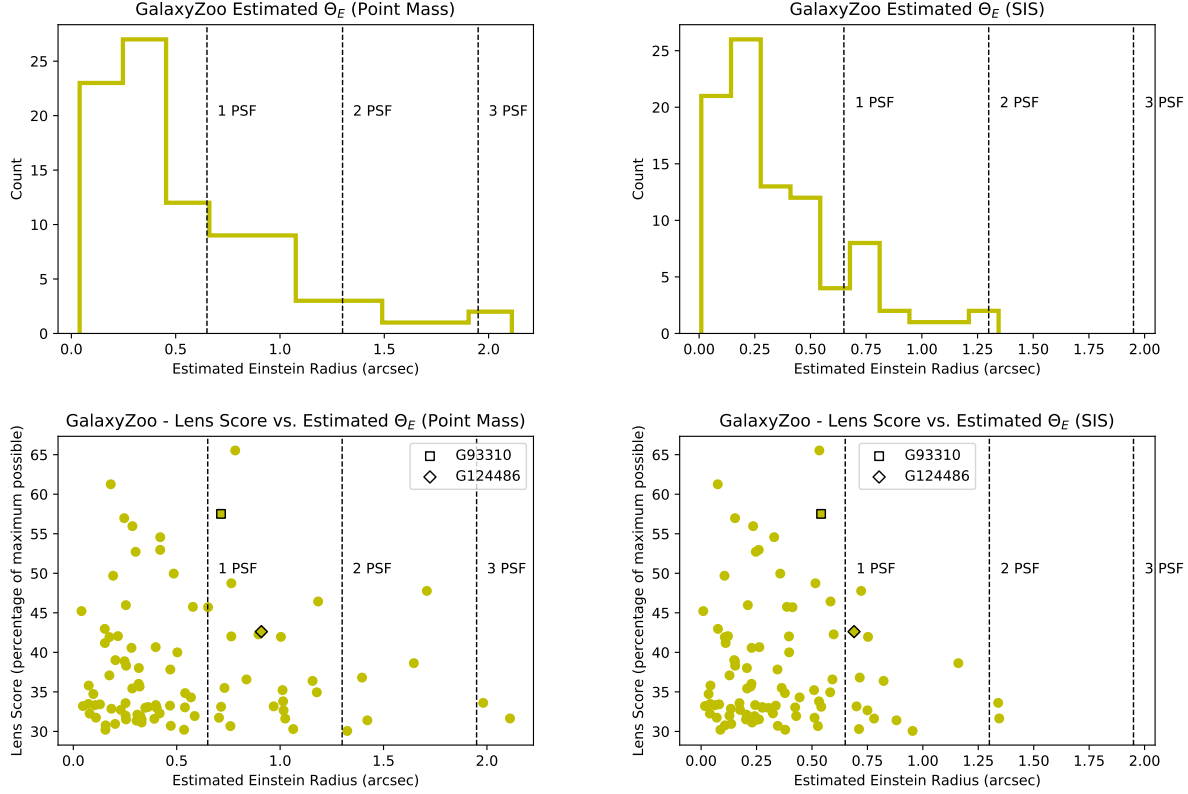 GalaxyZoo Estimated Θ_E (Point Mass)
Count
25
20
15
10
5
0
1 PSF
2 PSF
3 PSF
0.0 0.5 1.0 1.5 2.0
Estimated Einstein Radius (arcsec)
GalaxyZoo Estimated Θ_E (SIS)
Count
25
20
15
10
5
0
1 PSF
2 PSF
3 PSF
0.00 0.25 0.50 0.75 1.00 1.25 1.50 1.75 2.00
Estimated Einstein Radius (arcsec)
GalaxyZoo - Lens Score vs. Estimated Θ_E (Point Mass)
Lens Score (percentage of maximum possible)
65
60
55
50
45
40
35
30
G93310
G124486
1 PSF
2 PSF
3 PSF
0.0 0.5 1.0 1.5 2.0
Estimated Einstein Radius (arcsec)
GalaxyZoo - Lens Score vs. Estimated Θ_E (SIS)
Lens Score (percentage of maximum possible)
65
60
55
50
45
40
35
30
G93310
G124486
1 PSF
2 PSF
3 PSF
0.00 0.25 0.50 0.75 1.00 1.25 1.50 1.75 2.00
Estimated Einstein Radius (arcsec)